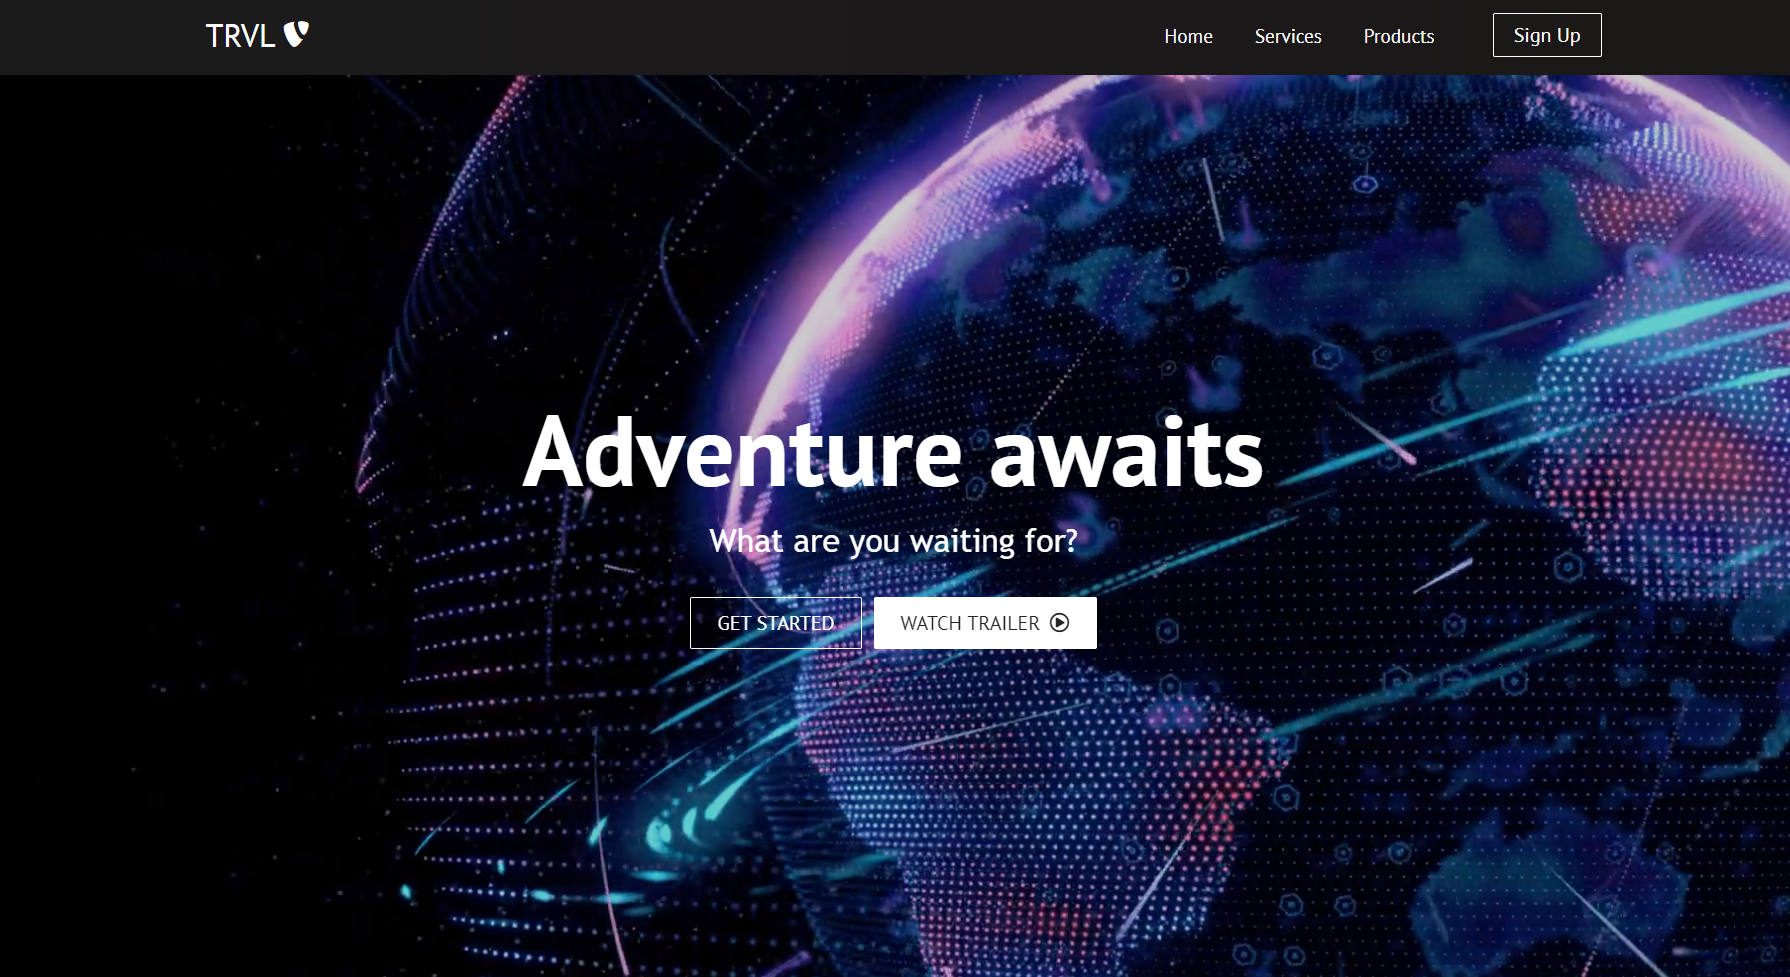 TRVL
Home Services Products Sign Up
Adventure awaits
What are you waiting for?
GET STARTED WATCH TRAILER